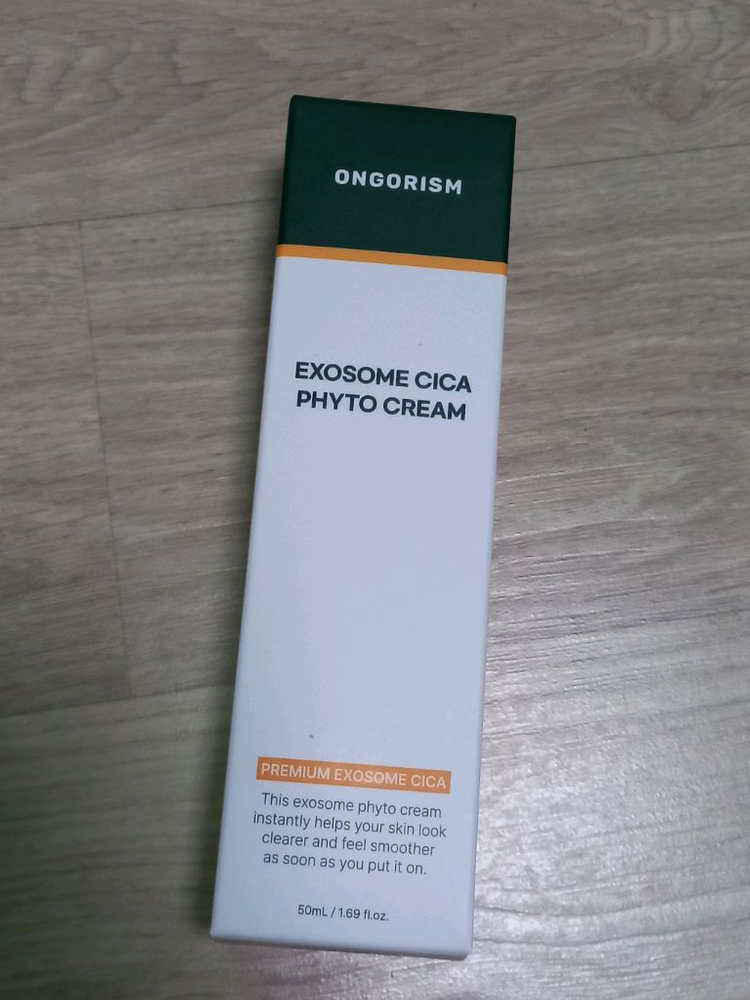 ONGORISM
EXOSOME CICA
PHYTO CREAM
PREMIUM EXOSOME CICA
This exosome phyto cream
instantly helps your skin look
clearer and feel smoother
as soon as you put it on.
50mL / 1.69 fl.oz.